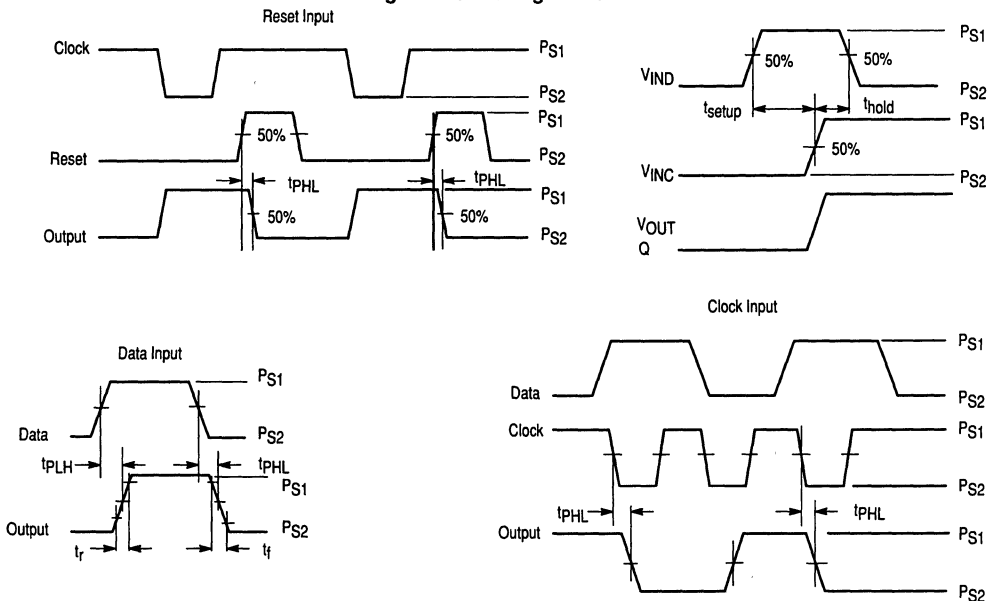 Reset Input
Clock
PS1
PS2
Reset
50%
50%
PS1
PS2
tPHL
tPHL
Output
50%
50%
PS1
PS2
VIND
50%
50%
PS1
PS2
tsetup
thold
VINC
50%
PS1
PS2
VOUT
Q
Data Input
Data
PS1
PS2
tPLH
tPHL
Output
PS1
PS2
tr
tf
Clock Input
Data
PS1
PS2
Clock
PS1
PS2
tPHL
tPHL
Output
PS1
PS2